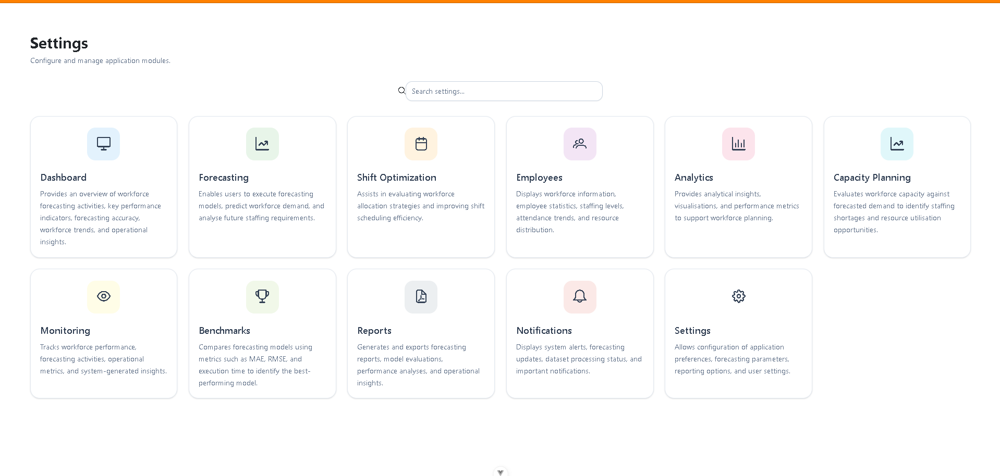 Settings
Configure and manage application modules.
Search settings...
Dashboard
Provides an overview of workforce
forecasting activities, key performance
indicators, forecasting accuracy,
workforce trends, and operational
insights.
Forecasting
Enables users to execute forecasting
models, predict workforce demand, and
analyse future staffing requirements.
Shift Optimization
Assists in evaluating workforce
allocation strategies and improving shift
scheduling efficiency.
Employees
Displays workforce information,
employee statistics, staffing levels,
attendance trends, and resource
distribution.
Analytics
Provides analytical insights,
visualisations, and performance metrics
to support workforce planning.
Capacity Planning
Evaluates workforce capacity against
forecasted demand to identify staffing
shortages and resource utilisation
opportunities.
Monitoring
Tracks workforce performance,
forecasting activities, operational
metrics, and system-generated insights.
Benchmarks
Compares forecasting models using
metrics such as MAE, RMSE, and
execution time to identify the best-
performing model.
Reports
Generates and exports forecasting
reports, model evaluations,
performance analyses, and operational
insights.
Notifications
Displays system alerts, forecasting
updates, dataset processing status, and
important notifications.
Settings
Allows configuration of application
preferences, forecasting parameters,
reporting options, and user settings.